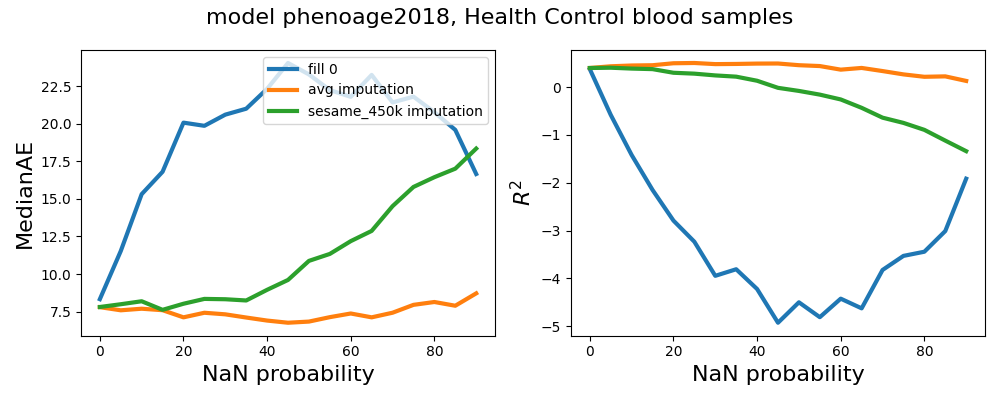 model phenoage2018, Health Control blood samples
fill 0
avg imputation
sesame_450k imputation
MedianAE
22.5
20.0
17.5
15.0
12.5
10.0
7.5
0 20 40 60 80
NaN probability
R²
0
−1
−2
−3
−4
−5
0 20 40 60 80
NaN probability